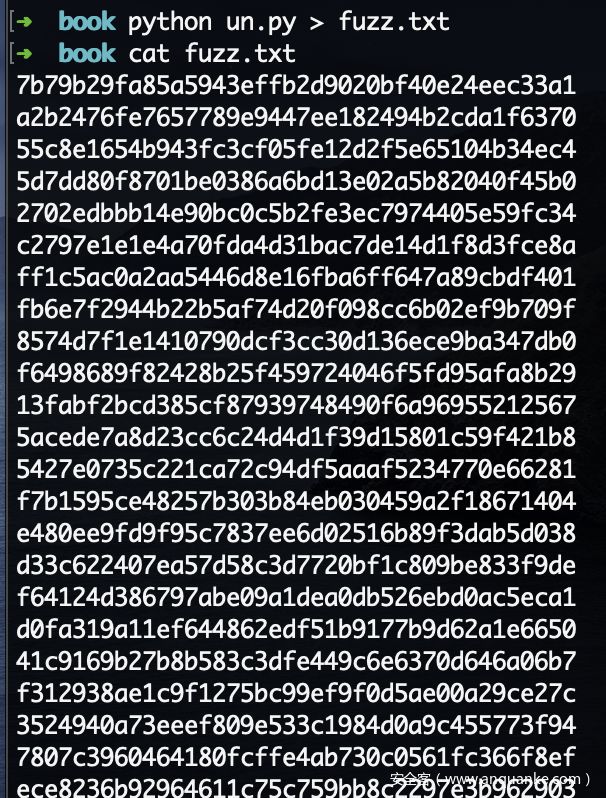 [➜  book python un.py > fuzz.txt
[➜  book cat fuzz.txt
7b79b29fa85a5943effb2d9020bf40e24eec33a1
a2b2476fe7657789e9447ee182494b2cda1f6370
55c8e1654b943fc3cf05fe12d2f5e65104b34ec4
5d7dd80f8701be0386a6bd13e02a5b82040f45b0
2702edbbb14e90bc0c5b2fe3ec7974405e59fc34
c2797e1e1e4a70fda4d31bac7de14d1f8d3fce8a
ff1c5ac0a2aa5446d8e16fba6ff647a89cbdf401
fb6e7f2944b22b5af74d20f098cc6b02ef9b709f
8574d7f1e1410790dcf3cc30d136ece9ba347db0
f6498689f82428b25f459724046f5fd95afa8b29
13fabf2bcd385cf87939748490f6a96955212567
5acede7a8d23cc6c24d4d1f39d15801c59f421b8
5427e0735c221ca72c94df5aaaf5234770e66281
f7b1595ce48257b303b84eb030459a2f18671404
e480ee9fd9f95c7837ee6d02516b89f3dab5d038
d33c622407ea57d58c3d7720bf1c809be833f9de
f64124d386797abe09a1dea0db526ebd0ac5eca1
d0fa319a11ef644862edf51b9177b9d62a1e6650
41c9169b27b8b583c3dfe449c6e6370d646a06b7
f312938ae1c9f1275bc99ef9f0d5ae00a29ce27c
3524940a73eeef809e533c1984d0a9c455773f94
7807c3960464180fcffe4ab730c0561fc366f8ef
安全客 ( www.anquanke.com )